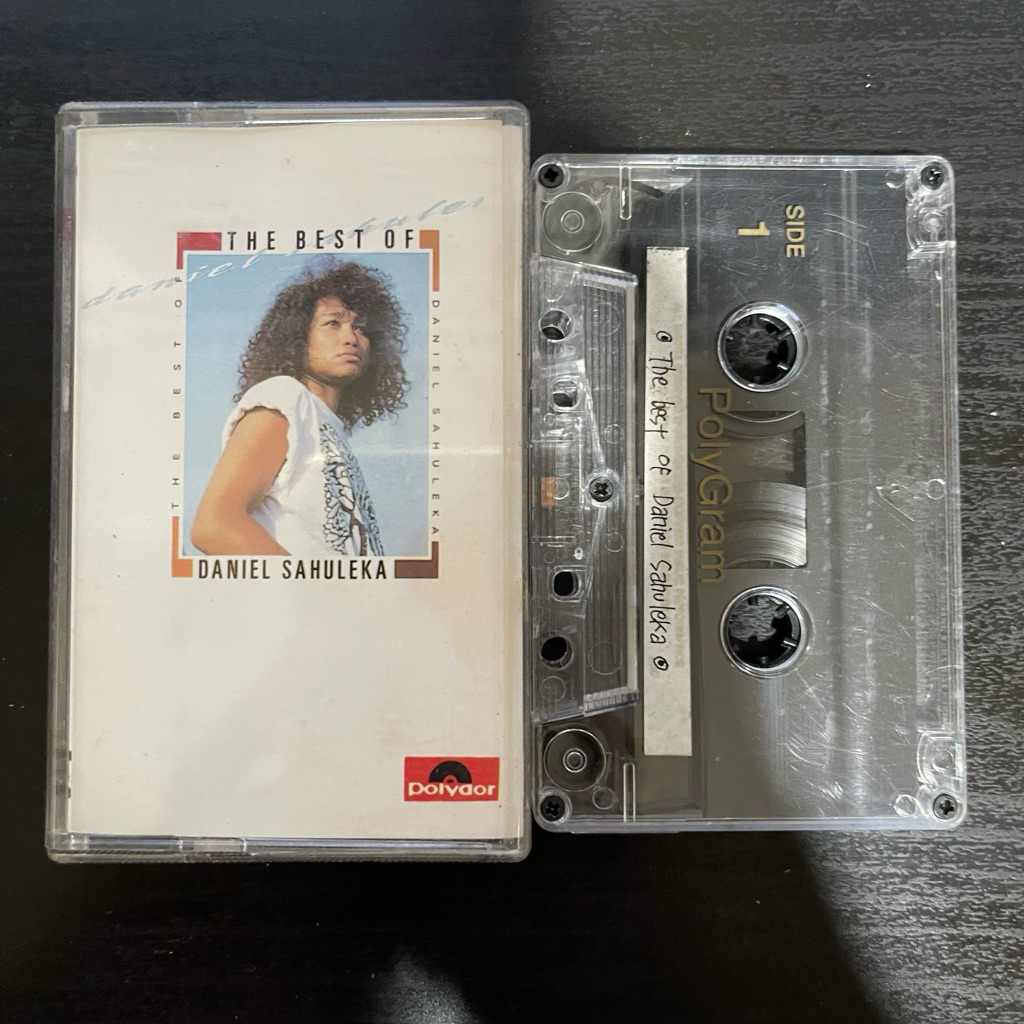 daniel sahuleka
THE BEST OF
THE BEST OF
DANIEL SAHULEKA
DANIEL SAHULEKA
polydor
SIDE
1
PolyGram
The best of Daniel Sahuleka